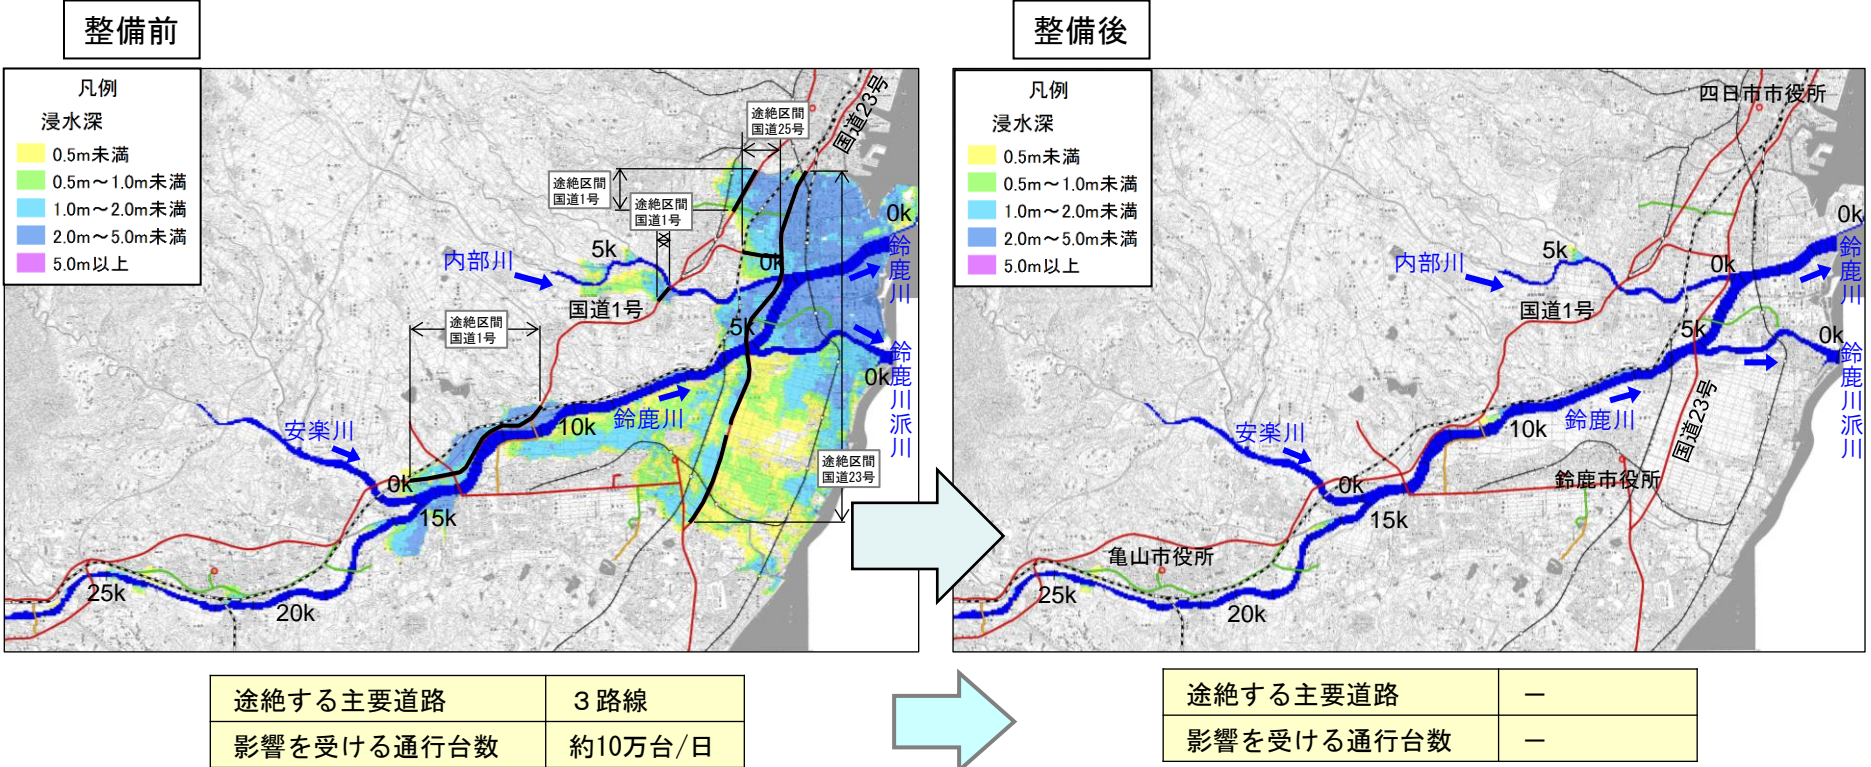 整備前
凡例
浸水深
0.5m未満
0.5m～1.0m未満
1.0m～2.0m未満
2.0m～5.0m未満
5.0m以上
途絶区間
国道25号
国道23号
途絶区間
国道1号
途絶区間
国道1号
0k
5k
内部川
0k
鈴鹿川
国道1号
途絶区間
国道1号
5k
鈴鹿川派川
0k
鈴鹿川
10k
安楽川
途絶区間
国道23号
0k
15k
25k
20k
途絶する主要道路
３路線
影響を受ける通行台数
約10万台/日
整備後
凡例
浸水深
0.5m未満
0.5m～1.0m未満
1.0m～2.0m未満
2.0m～5.0m未満
5.0m以上
四日市市役所
0k
5k
内部川
0k
鈴鹿川
国道1号
5k
0k
鈴鹿川派川
鈴鹿川
国道23号
10k
安楽川
鈴鹿市役所
0k
15k
亀山市役所
25k
20k
途絶する主要道路
－
影響を受ける通行台数
－